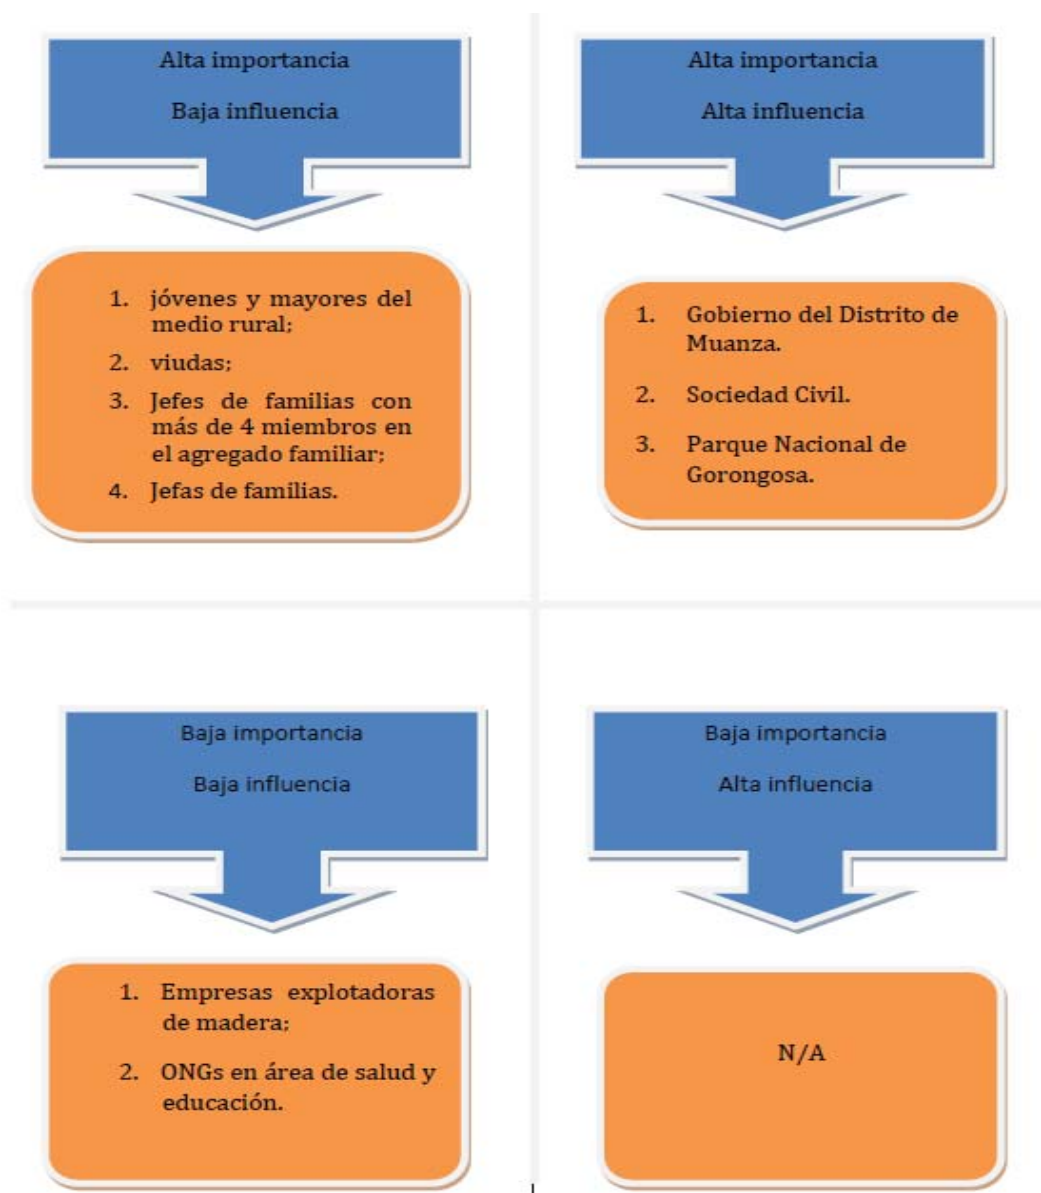 Alta importancia
Baja influencia
1. jóvenes y mayores del
medio rural;
2. viudas;
3. Jefes de familias con
más de 4 miembros en
el agregado familiar;
4. Jefas de familias.
Alta importancia
Alta influencia
1. Gobierno del Distrito de
Muanza.
2. Sociedad Civil.
3. Parque Nacional de
Gorongosa.
Baja importancia
Baja influencia
1. Empresas explotadoras
de madera;
2. ONGs en área de salud y
educación.
Baja importancia
Alta influencia
N/A